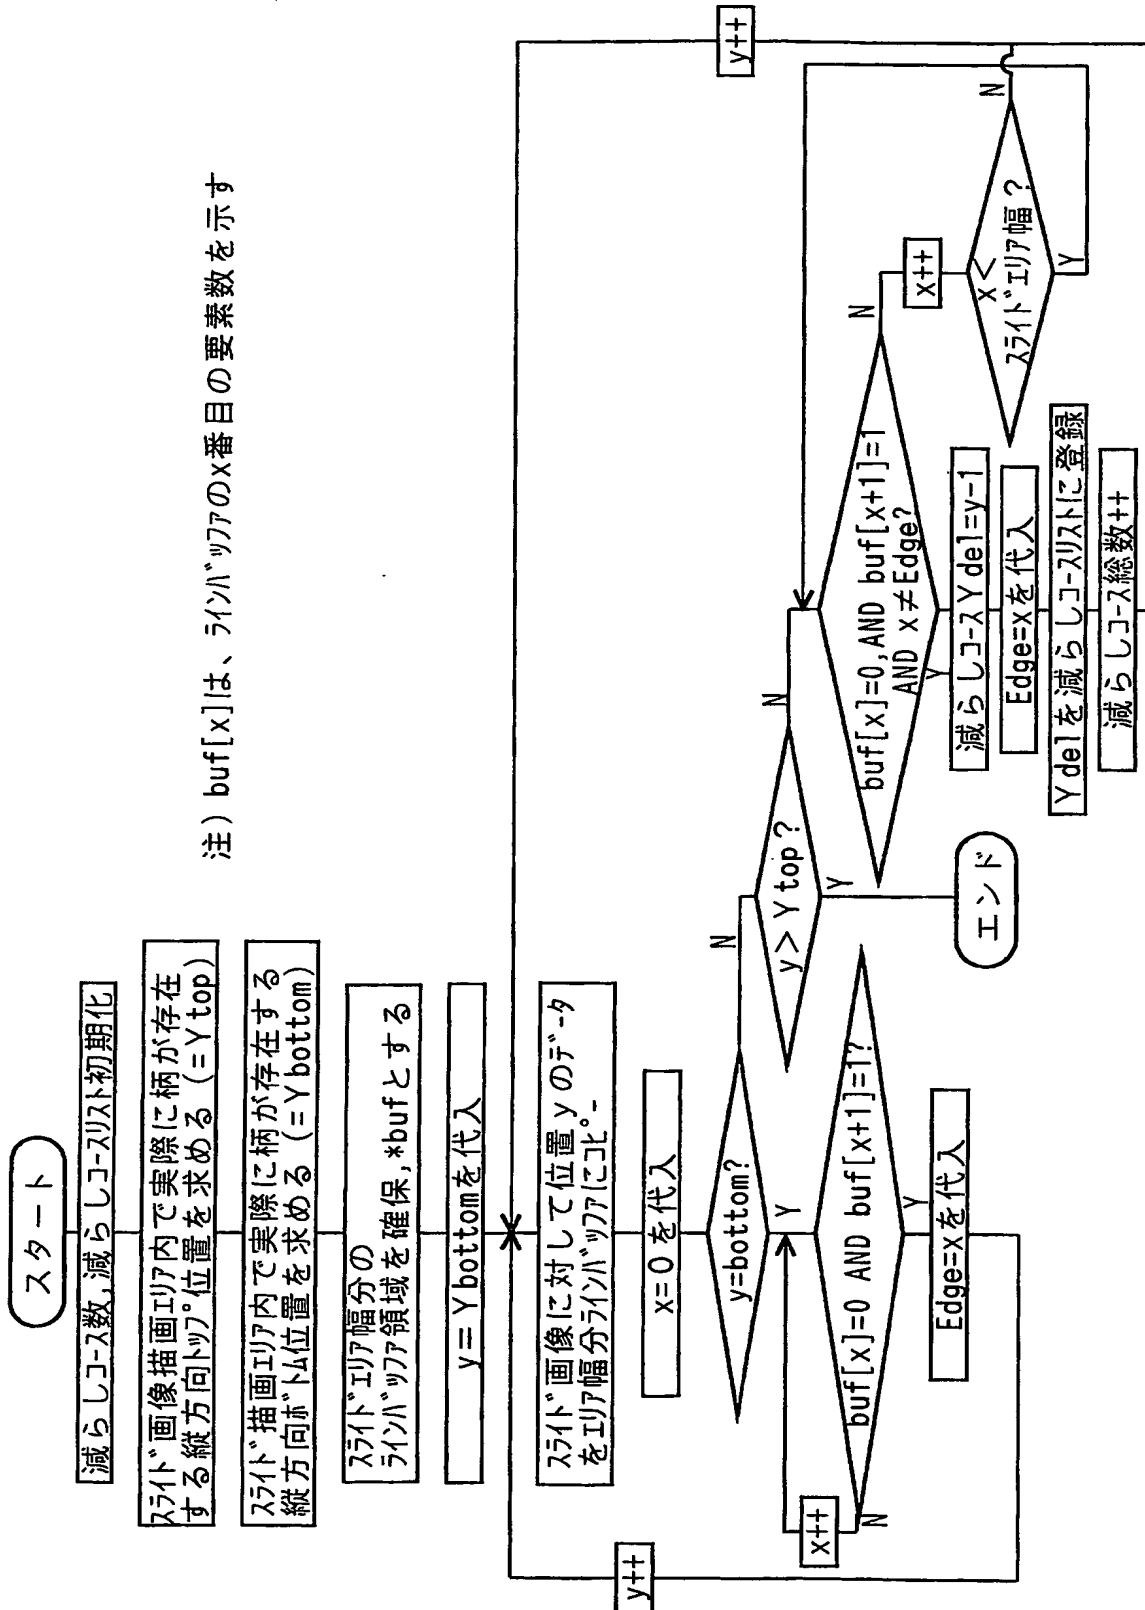 スタート
減らしコース数,減らしコースリスト初期化
スライド画像描画エリア内で実際に柄が存在
する縦方向トップ位置を求める(=Ytop)
スライド描画エリア内で実際に柄が存在する
縦方向ボトム位置を求める(=Ybottom)
スライドエリア幅分の
ラインバッファ領域を確保,*bufとする
y=Ybottomを代入
スライド画像に対して位置yのデータ
をエリア幅分ラインバッファにコピー
x=0を代入
y=bottom?
Y
N
buf[x]=0 AND buf[x+1]=1?
N
Y
x++
Edge=xを代入
y++
y>Ytop?
N
Y
エンド
buf[x]=0,AND buf[x+1]=1
AND x≠Edge?
Y
N
減らしコースYdel=y-1
Edge=xを代入
Ydelを減らしコースリストに登録
減らしコース総数++
x++
x<
スライドエリア幅?
N
Y
y++
注)buf[x]は、ラインバッファのx番目の要素数を示す